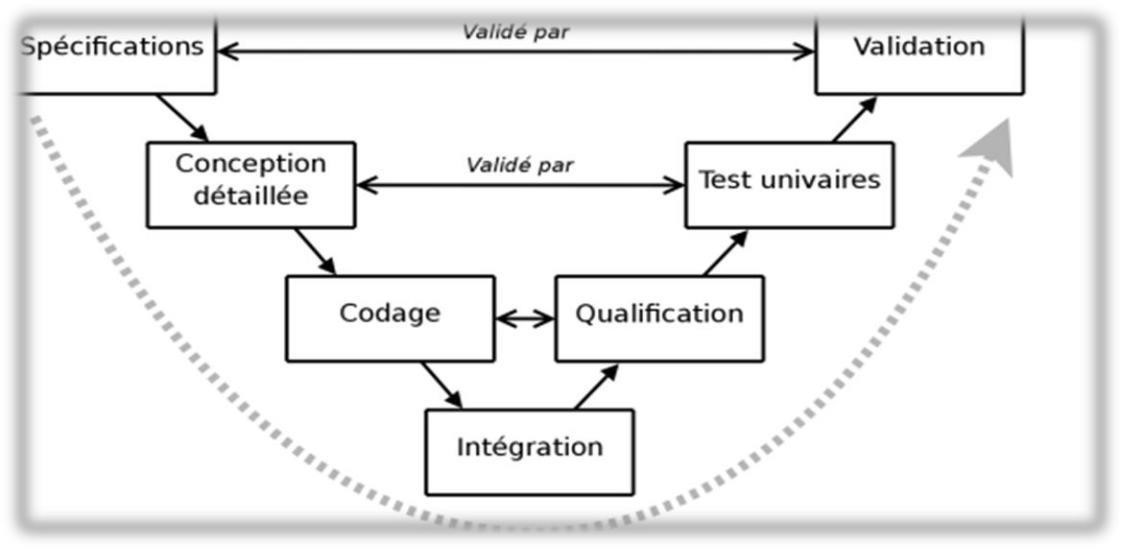 Validé par
Spécifications
Validation
Validé par
Conception
détaillée
Test univaires
Codage
Qualification
Intégration